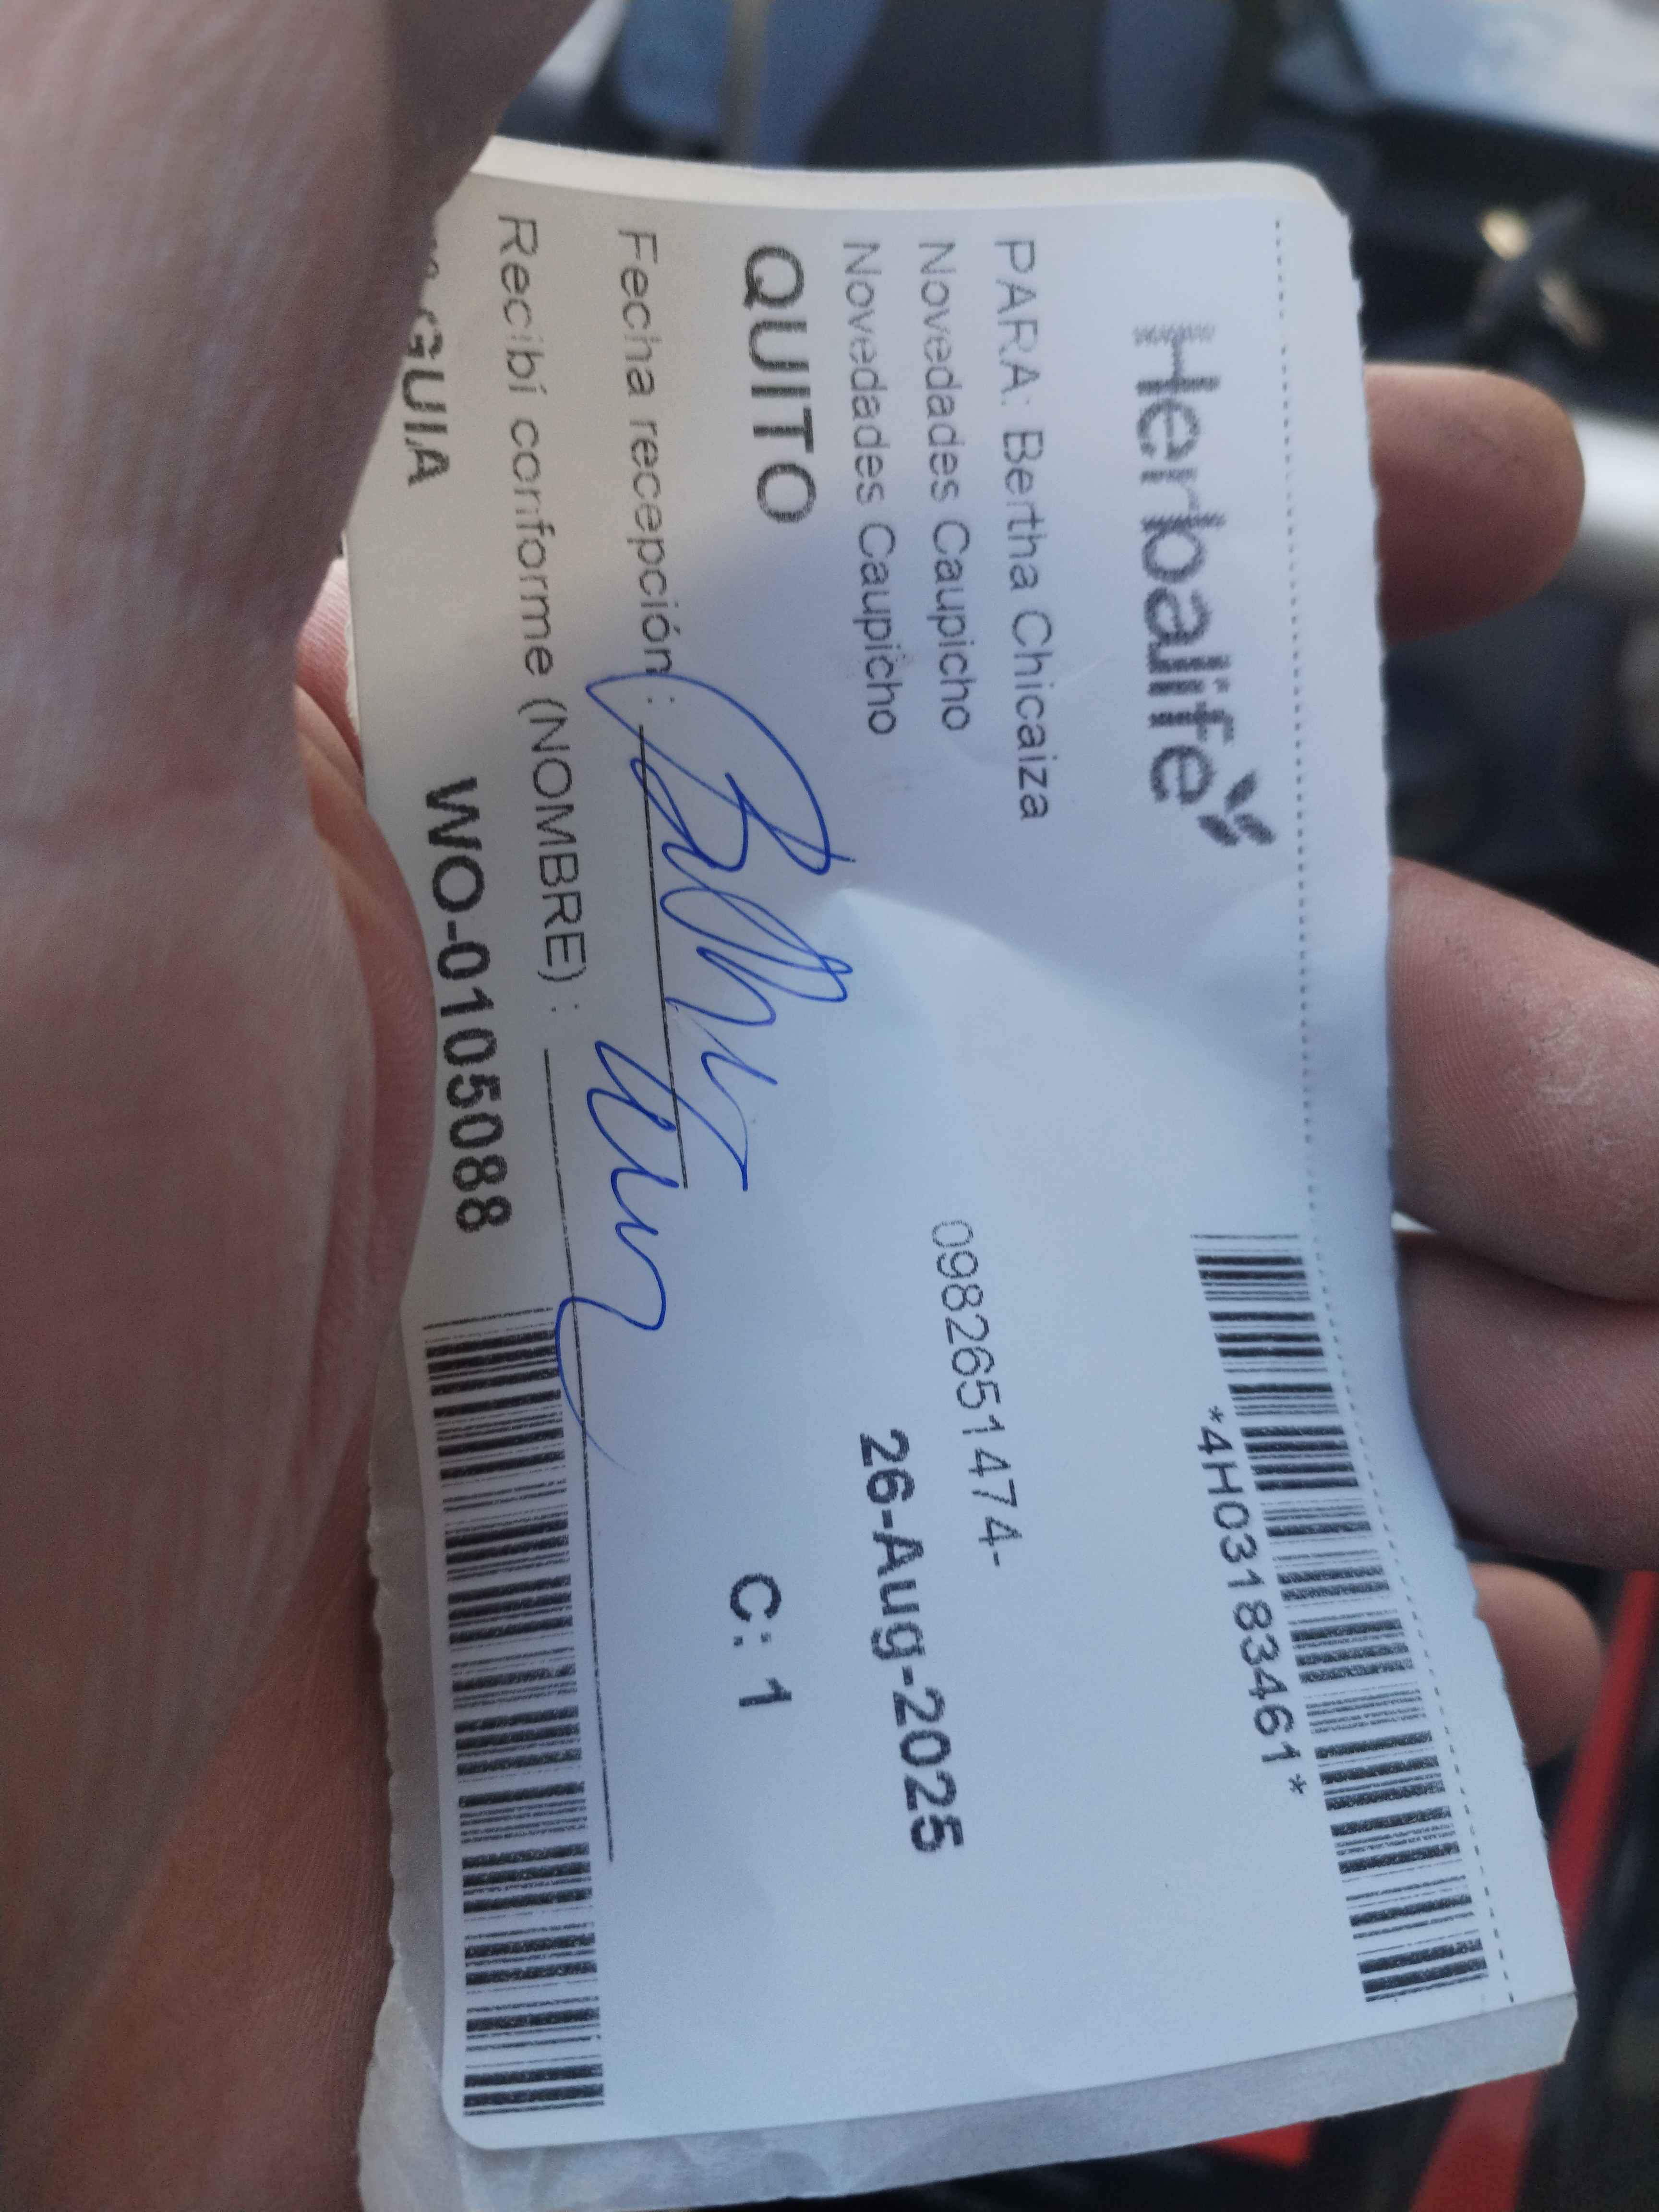 Herbalife
*4H03183461*
PARA: Bertha Chicaiza
Novedades Caupicho 0982651474-
Novedades Caupicho 26-Aug-2025
QUITO C: 1
Fecha recepción :
Recibí conforme (NOMBRE) :
GUIA WO-0105088